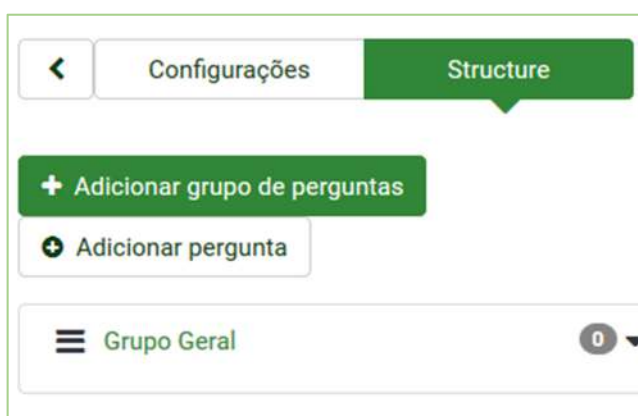 Configurações Structure
Adicionar grupo de perguntas
Adicionar pergunta
Grupo Geral 0